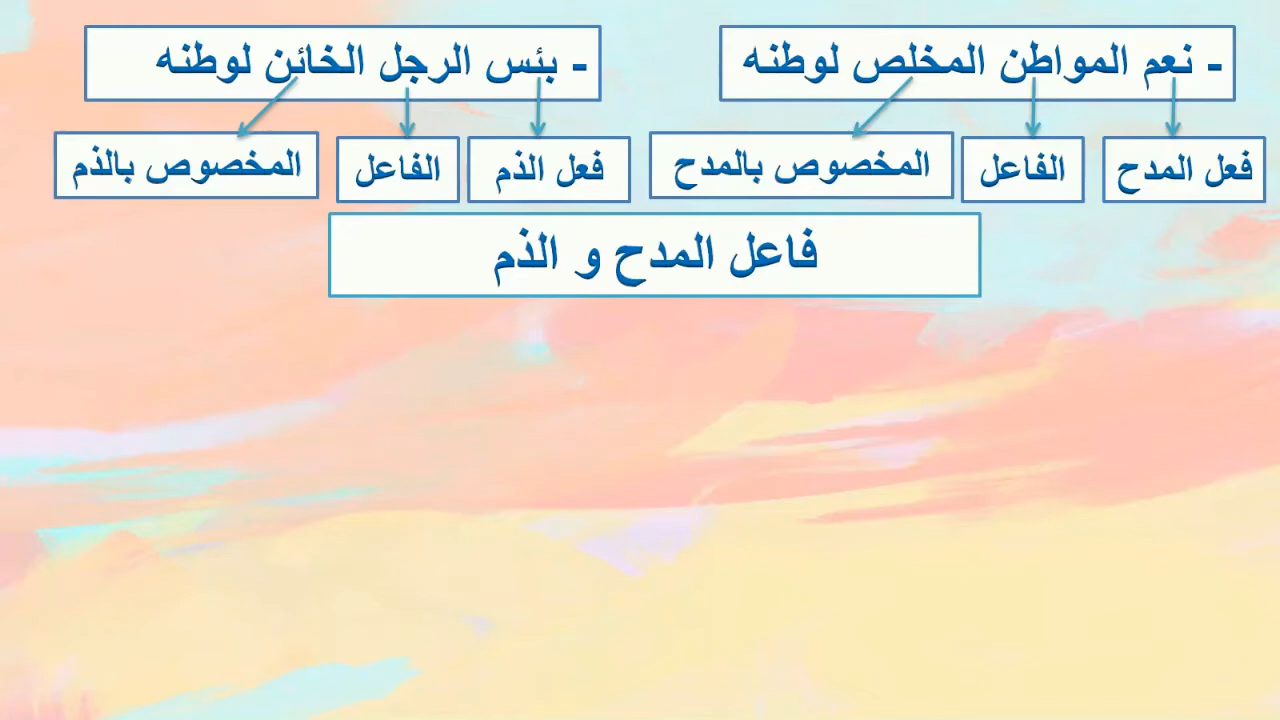 - نعم المواطن المخلص لوطنه
- بئس الرجل الخائن لوطنه
فعل المدح
الفاعل
المخصوص بالمدح
فعل الذم
الفاعل
المخصوص بالذم
فاعل المدح و الذم